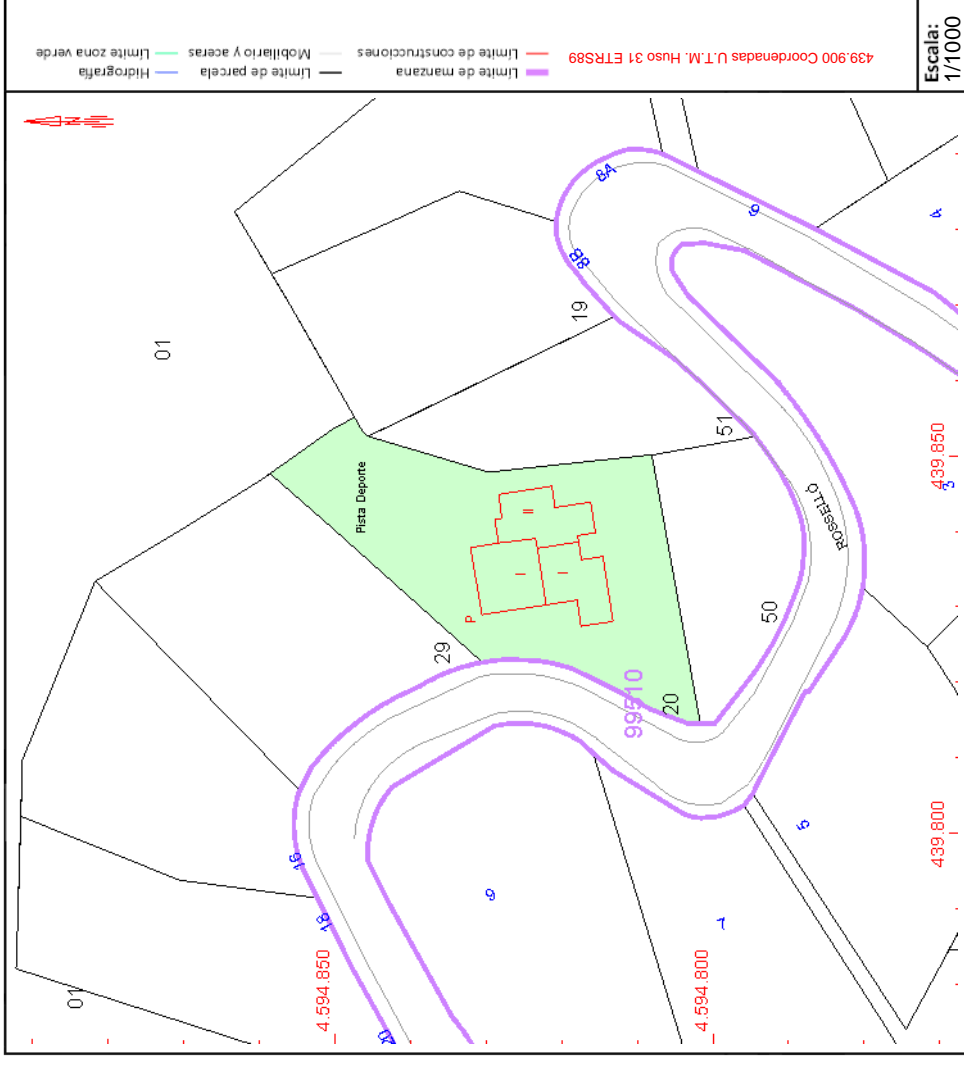 Límite de manzana
Límite de construcciones
Límite de parcela
Mobiliario y aceras
Hidrografía
Límite zona verde
439.900 Coordenadas U.T.M. Huso 31 ETRS89
Escala:
1/1000
N
01
8A
6
4
8B
19
01
51
439.850
3
Pista Deporte
ROSSELLÓ
II
I
I
P
29
50
99510
20
16
18
5
439.800
9
7
4.594.850
4.594.800
20